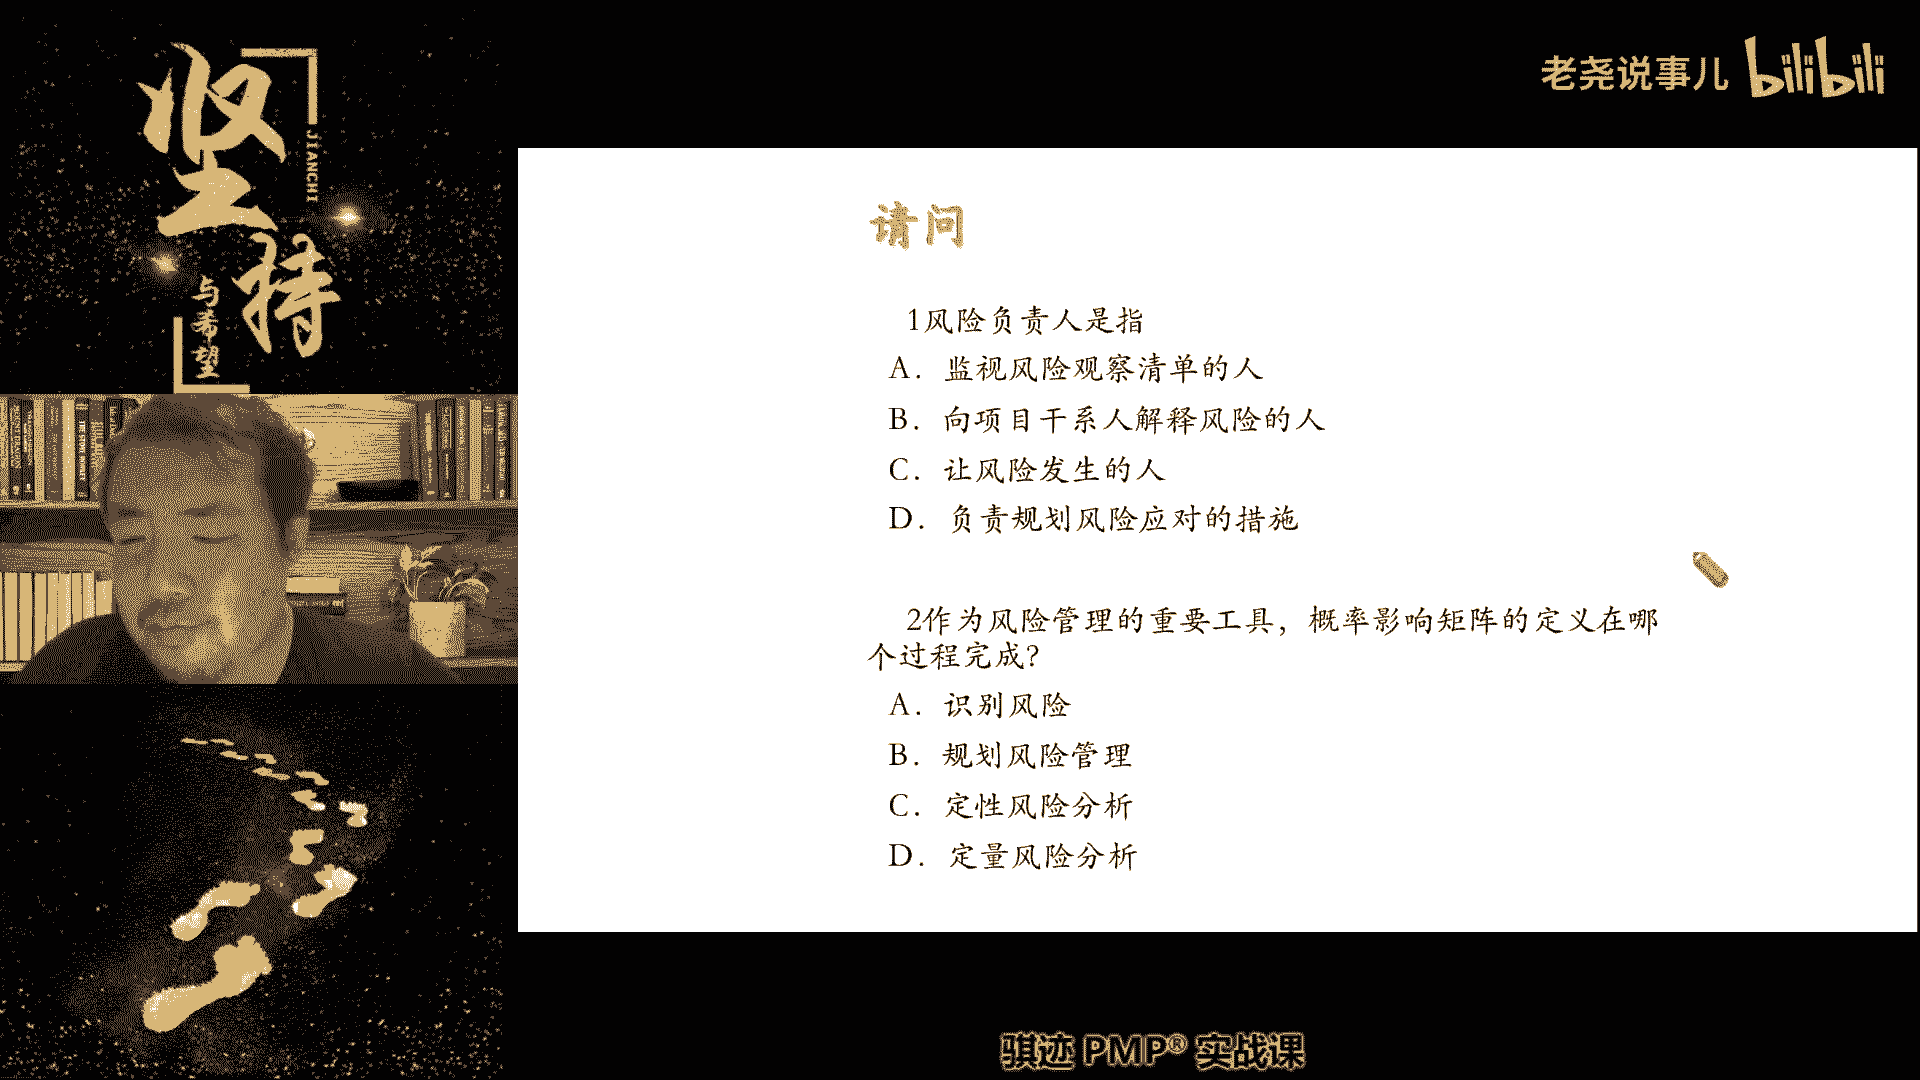 坚持
JIANCHI
与希望
老尧说事儿 bilibili
请问
1风险负责人是指
A. 监视风险观察清单的人
B. 向项目干系人解释风险的人
C. 让风险发生的人
D. 负责规划风险应对的措施
2作为风险管理的重要工具，概率影响矩阵的定义在哪
个过程完成?
A. 识别风险
B. 规划风险管理
C. 定性风险分析
D. 定量风险分析
骐迹 PMP® 实战课